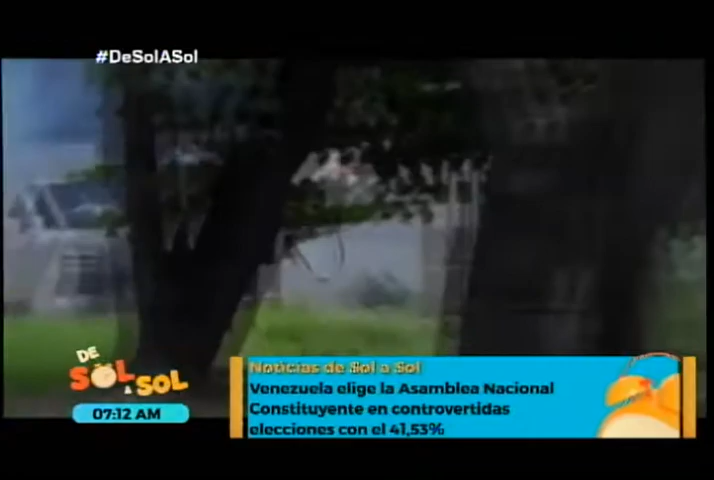 #DeSolASol
DE
SOL
A SOL
07:12 AM
Noticias de Sol a Sol
Venezuela elige la Asamblea Nacional
Constituyente en controvertidas
elecciones con el 41,53%